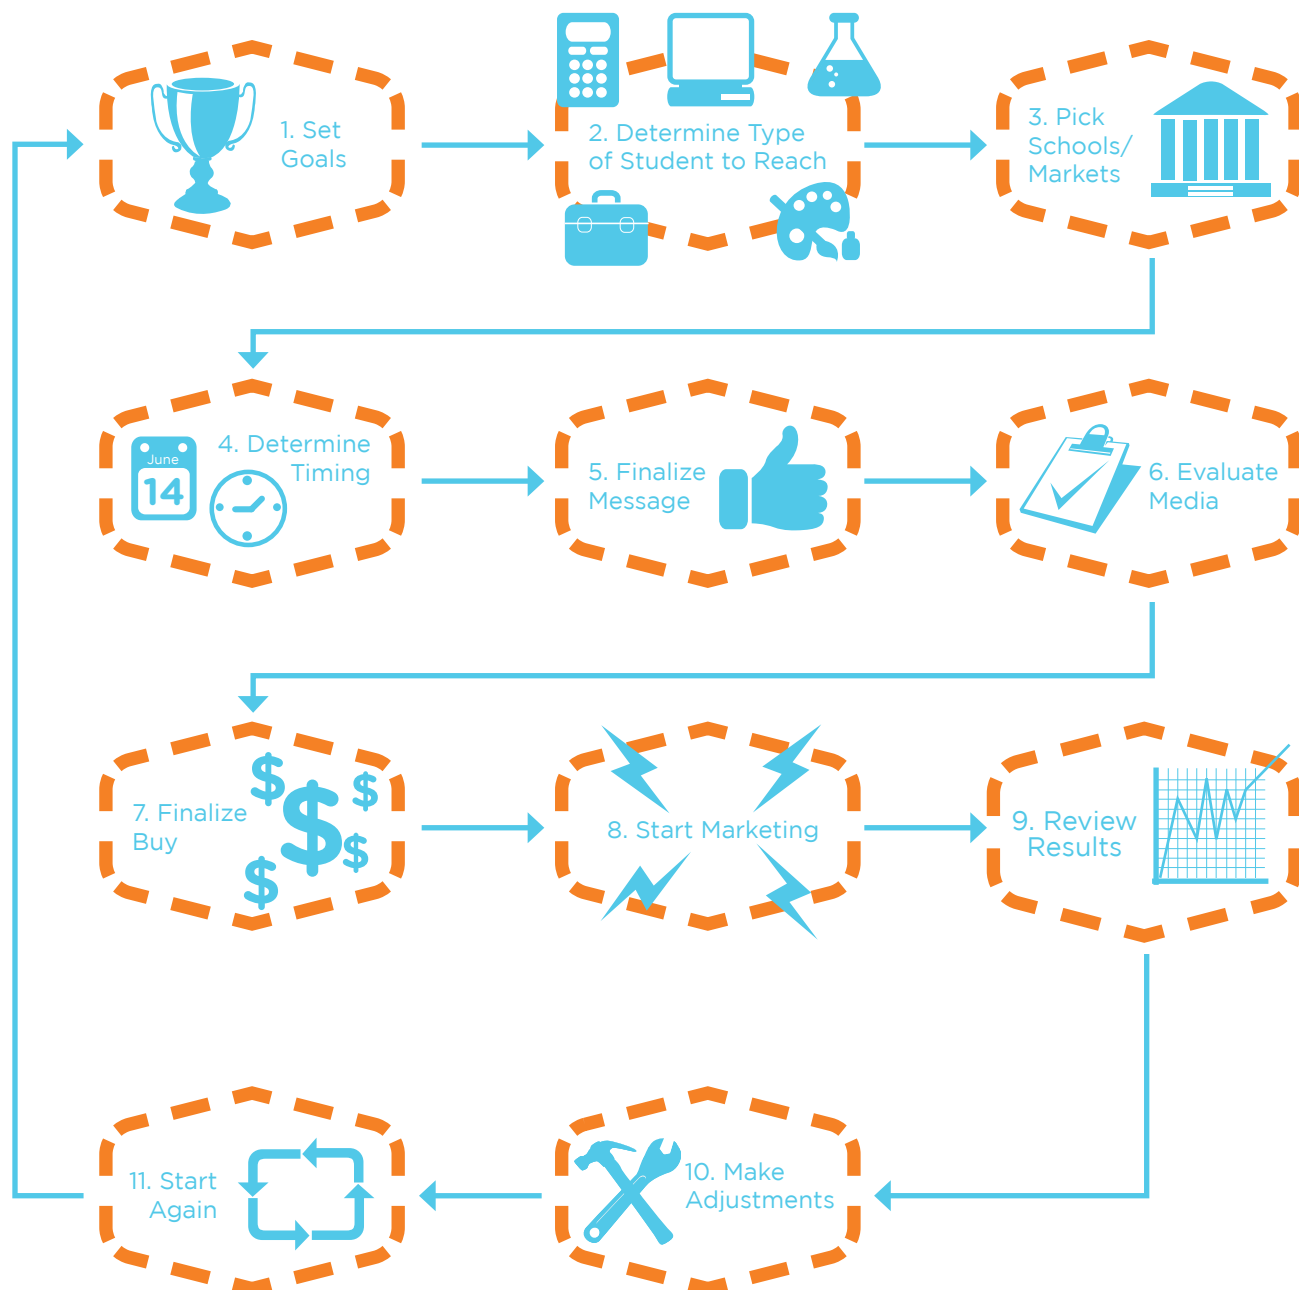 1. Set
Goals
2. Determine Type
of Student to Reach
3. Pick
Schools/
Markets
4. Determine
Timing
June
14
5. Finalize
Message
6. Evaluate
Media
7. Finalize
Buy
$
$
$
$
$
8. Start Marketing
9. Review
Results
11. Start
Again
10. Make
Adjustments